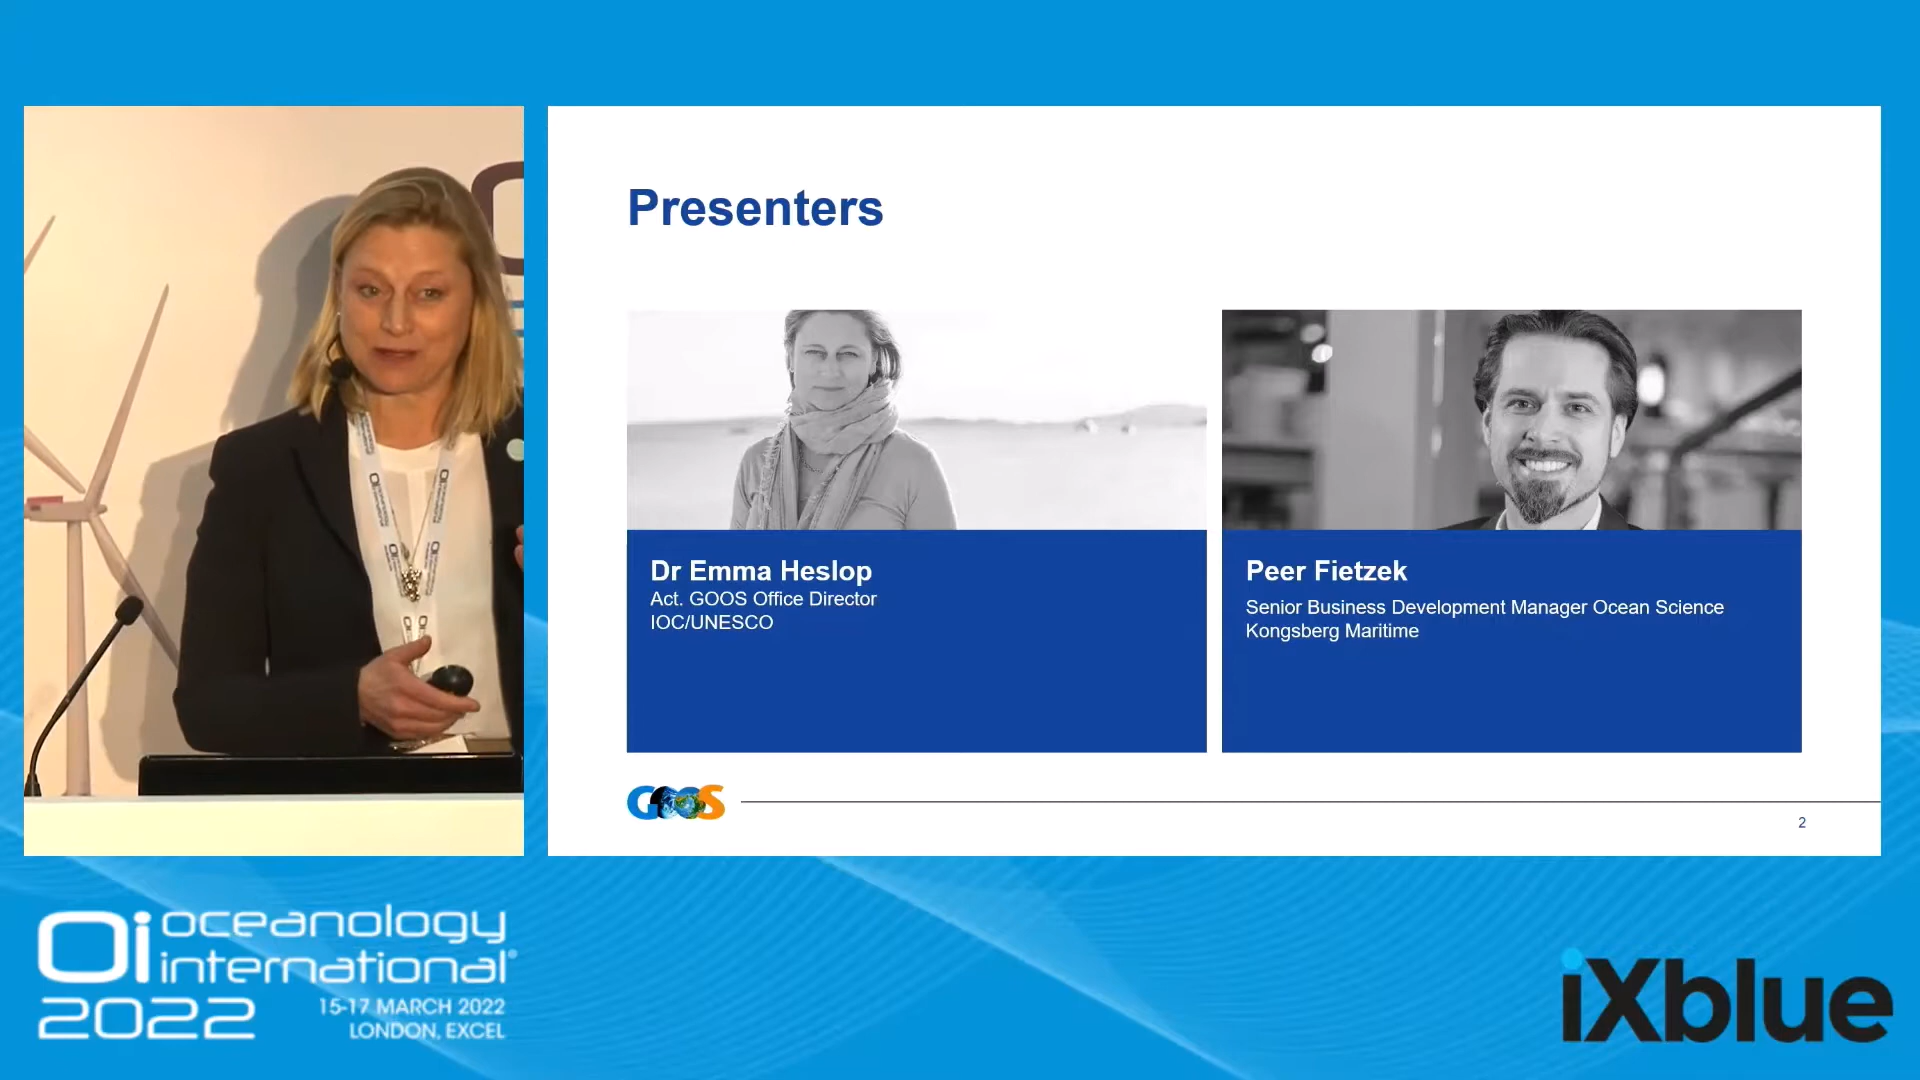 Presenters
Dr Emma Heslop
Act. GOOS Office Director
IOC/UNESCO
Peer Fietzek
Senior Business Development Manager Ocean Science
Kongsberg Maritime
GOOS
2
Oi oceanology
international®
2022
15-17 MARCH 2022
LONDON, EXCEL
iXblue